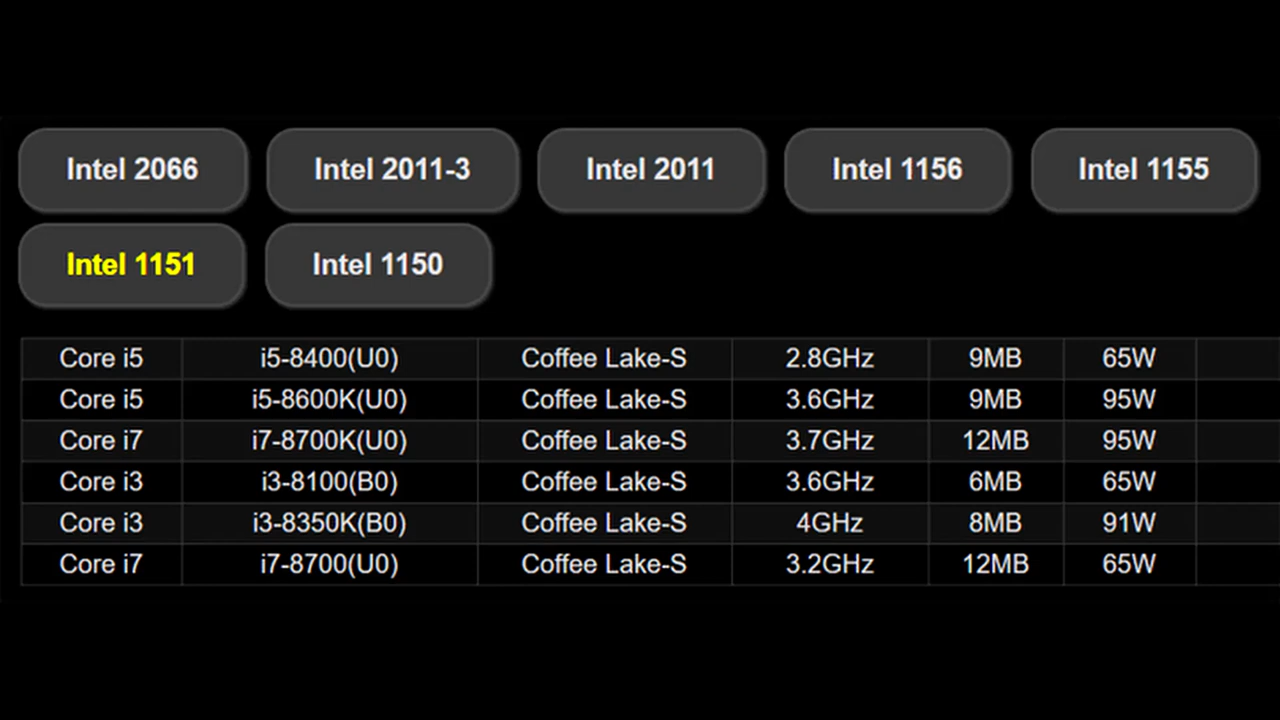 Intel 2066 Intel 2011-3 Intel 2011 Intel 1156 Intel 1155
Intel 1151 Intel 1150
Core i5 i5-8400(U0) Coffee Lake-S 2.8GHz 9MB 65W
Core i5 i5-8600K(U0) Coffee Lake-S 3.6GHz 9MB 95W
Core i7 i7-8700K(U0) Coffee Lake-S 3.7GHz 12MB 95W
Core i3 i3-8100(B0) Coffee Lake-S 3.6GHz 6MB 65W
Core i3 i3-8350K(B0) Coffee Lake-S 4GHz 8MB 91W
Core i7 i7-8700(U0) Coffee Lake-S 3.2GHz 12MB 65W